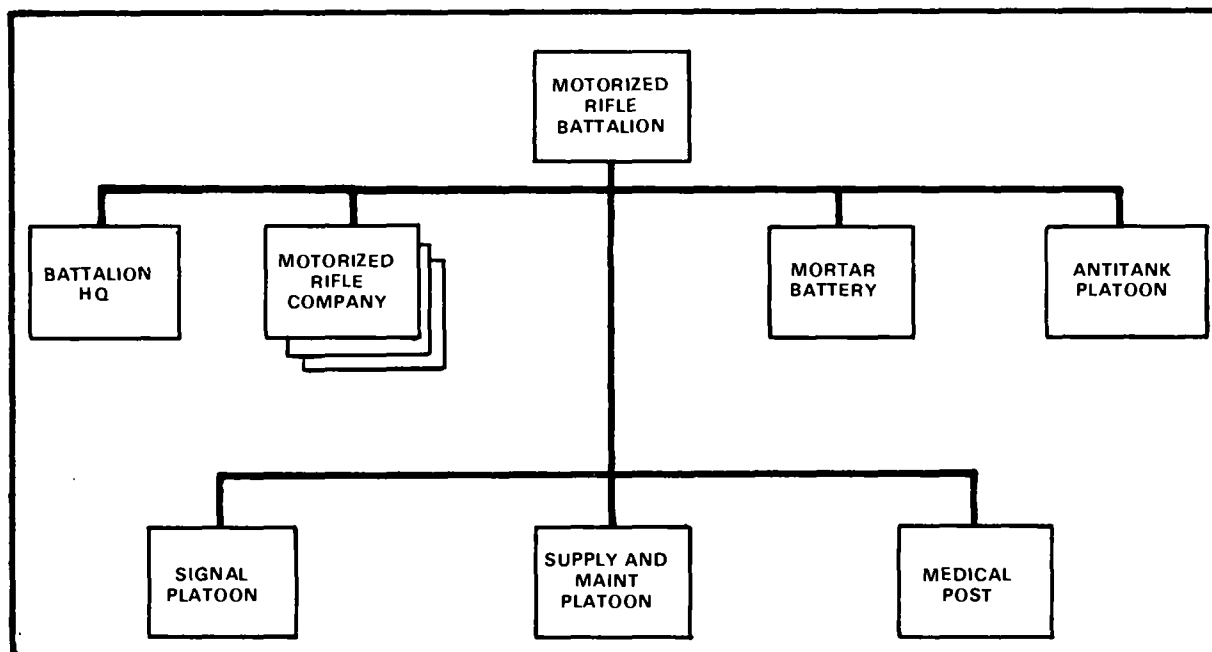 MOTORIZED
RIFLE
BATTALION
BATTALION
HQ
MOTORIZED
RIFLE
COMPANY
MORTAR
BATTERY
ANTITANK
PLATOON
SIGNAL
PLATOON
SUPPLY AND
MAINT
PLATOON
MEDICAL
POST